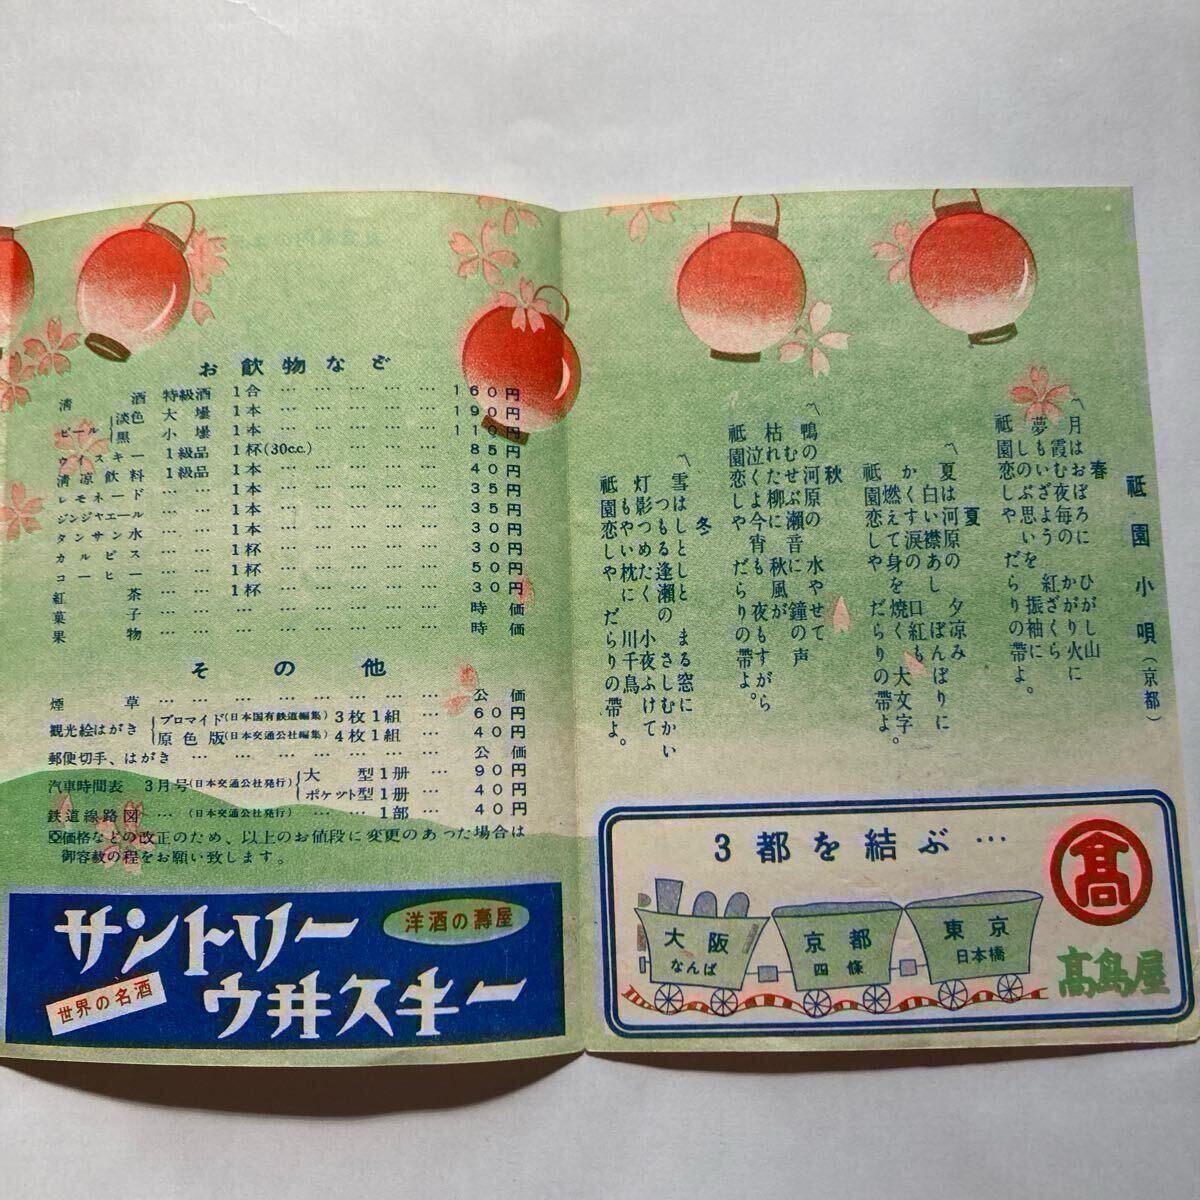 お飲物など
清酒 特級酒 1合 … … … … … 160円
ビール 淡色 大壜 1本 … … … … … 190円
黒 小壜 1本 … … … … … 110円
ウイスキー 1級品 1杯(30c.c.) … … … 85円
清凉飲料 1級品 1本 … … … … … 40円
レモネード … … 1本 … … … … … 35円
ジンジヤエール … … 1本 … … … … … 35円
タンサン水 … … 1本 … … … … … 30円
カルピス … … 1杯 … … … … … 30円
コーヒー … … 1杯 … … … … … 50円
紅茶 … … 1杯 … … … … … 30円
菓子 … … … … … … … … 時価
果物 … … … … … … … … 時価
その他
煙草 … … … … … … … … 公価
観光絵はがき ブロマイド(日本国有鉄道編集)3枚1組 … 60円
原色版(日本交通公社編集)4枚1組 … 40円
郵便切手、はがき … … … … … … … 公価
汽車時間表 3月号(日本交通公社発行) 大型1册 … 90円
ポケット型1册 … 40円
鉄道線路図 … (日本交通公社発行) … 1部 … 40円
価格などの改正のため、以上のお値段に変更のあった場合は
御容赦の程をお願い致します。
サントリー
ウヰスキー
洋酒の壽屋
世界の名酒
祇園小唄(京都)
春
〽月はおぼろに ひがし山
霞む夜毎の かがり火に
夢もいざよう 紅ざくら
しのぶ思いを 振袖に
祇園恋しや だらりの帯よ。
夏
〽夏は河原の 夕凉み
白い襟あし ぼんぼりに
かくす涙の 口紅も
燃えて身を焼く 大文字
祇園恋しや だらりの帯よ。
秋
〽鴨の河原の 水やせて
むせぶ瀬音に 鐘の声
枯れた柳に 秋風が
泣くよ今宵も 夜もすがら
祇園恋しや だらりの帯よ。
冬
〽雪はしとしと まる窓に
つもる逢瀬の さしむかい
灯影つめたく 小夜ふけて
もやい枕に 川千鳥
祇園恋しや だらりの帯よ。
3都を結ぶ…
大阪
なんば
京都
四條
東京
日本橋
髙
髙島屋